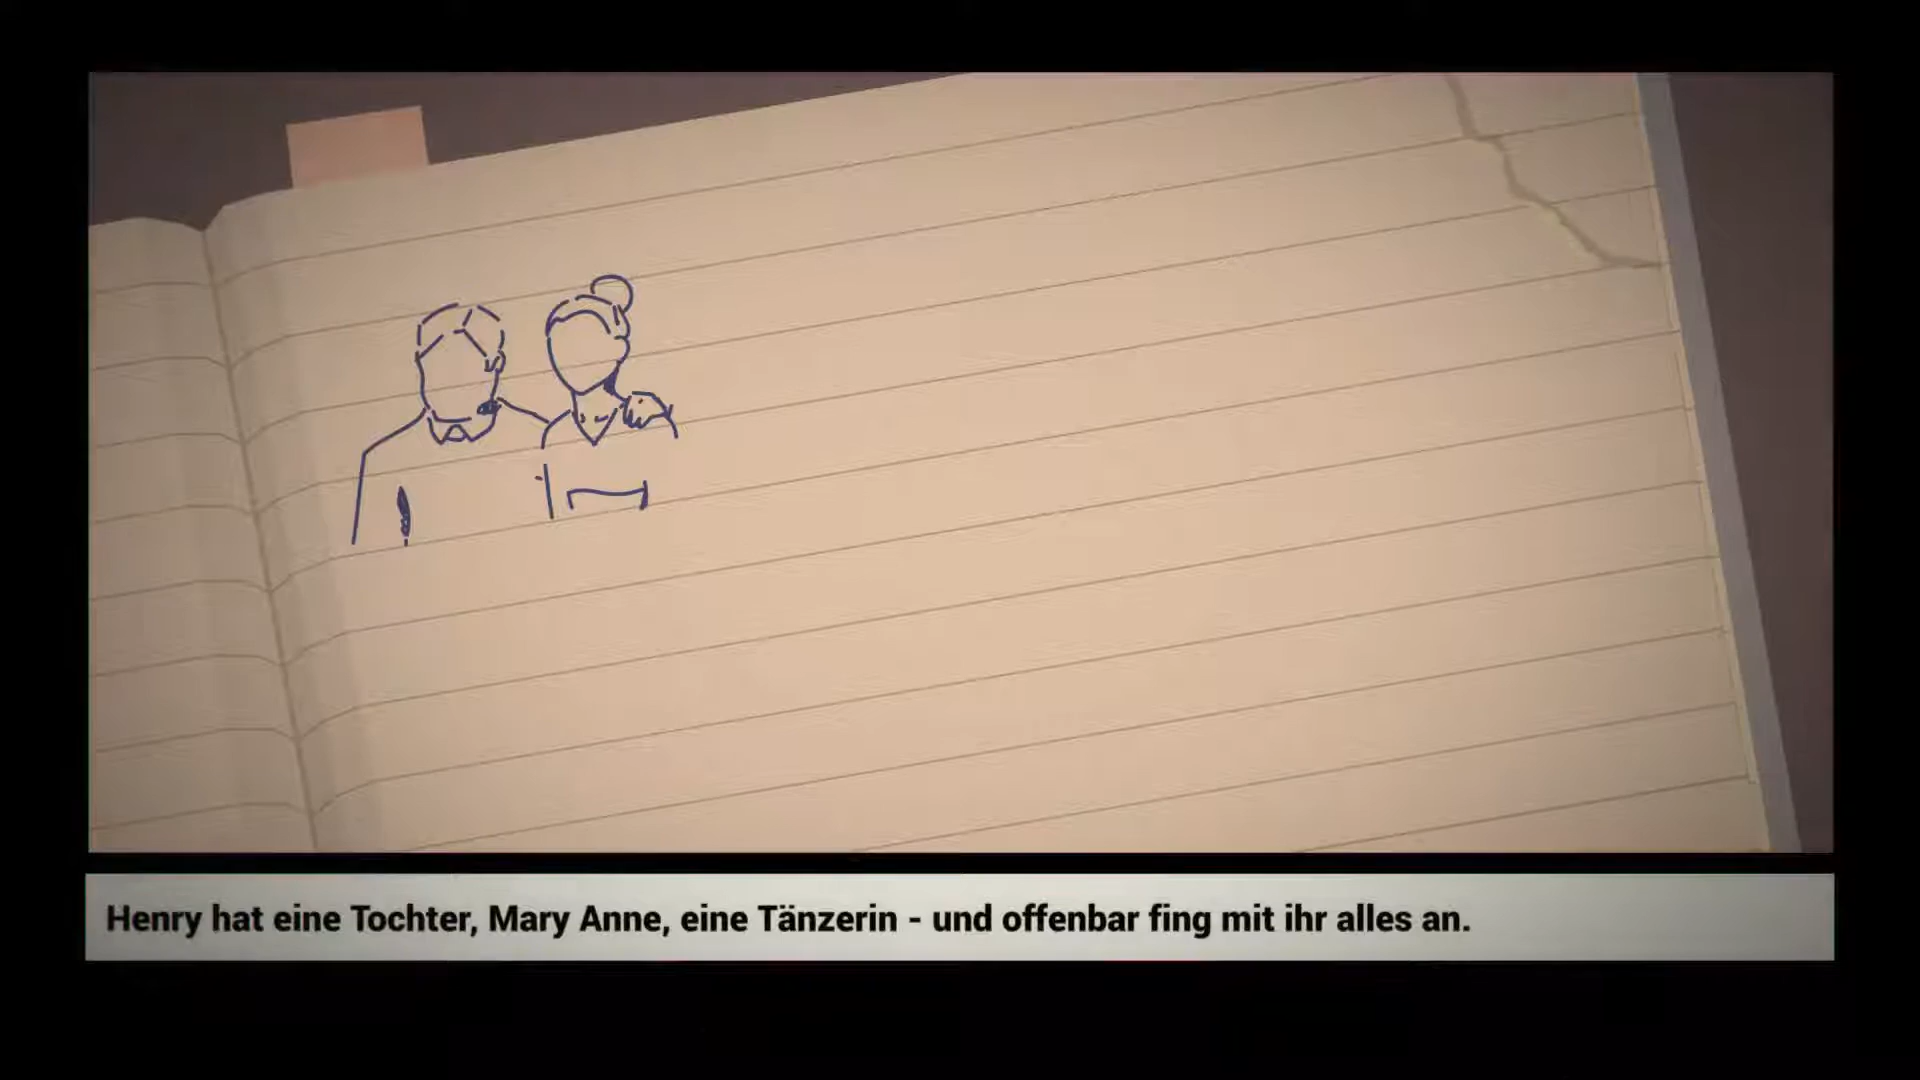 Henry hat eine Tochter, Mary Anne, eine Tänzerin - und offenbar fing mit ihr alles an.